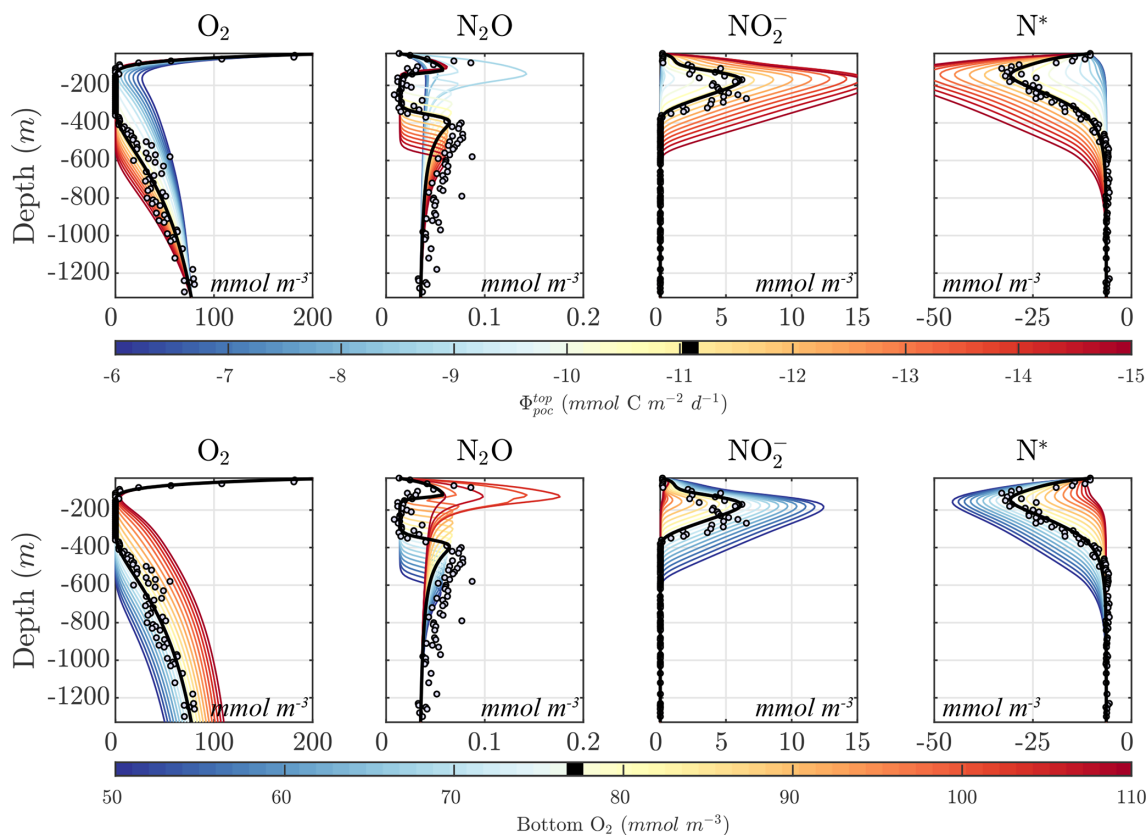 O₂ N₂O NO₂⁻ N*
Depth (m)
-200
-400
-600
-800
-1000
-1200
mmol m⁻³ mmol m⁻³ mmol m⁻³ mmol m⁻³
0 100 200 0 0.1 0.2 0 5 10 15 -50 -25 0
-6 -7 -8 -9 -10 -11 -12 -13 -14 -15
Φ_poc^top (mmol C m⁻² d⁻¹)
O₂ N₂O NO₂⁻ N*
Depth (m)
-200
-400
-600
-800
-1000
-1200
mmol m⁻³ mmol m⁻³ mmol m⁻³ mmol m⁻³
0 100 200 0 0.1 0.2 0 5 10 15 -50 -25 0
50 60 70 80 90 100 110
Bottom O₂ (mmol m⁻³)